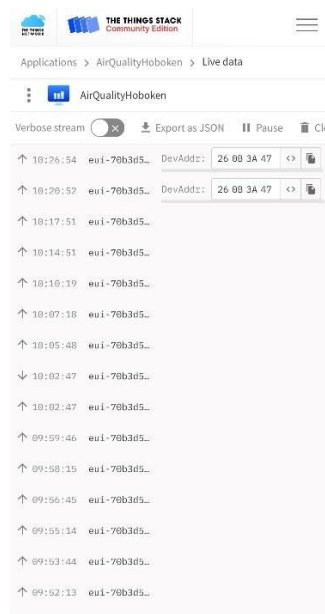 THE THINGS NETWORK
THE THINGS STACK
Community Edition
Applications > AirQualityHoboken > Live data
AirQualityHoboken
Verbose stream Export as JSON Pause Cl
↑ 10:26:54 eui-70b3d5… DevAddr: 26 0B 3A 47 <>
↑ 10:20:52 eui-70b3d5… DevAddr: 26 0B 3A 47 <>
↑ 10:17:51 eui-70b3d5…
↑ 10:14:51 eui-70b3d5…
↑ 10:10:19 eui-70b3d5…
↑ 10:07:18 eui-70b3d5…
↑ 10:05:48 eui-70b3d5…
↓ 10:02:47 eui-70b3d5…
↑ 10:02:47 eui-70b3d5…
↑ 09:59:46 eui-70b3d5…
↑ 09:58:15 eui-70b3d5…
↑ 09:56:45 eui-70b3d5…
↑ 09:55:14 eui-70b3d5…
↑ 09:53:44 eui-70b3d5…
↑ 09:52:13 eui-70b3d5…